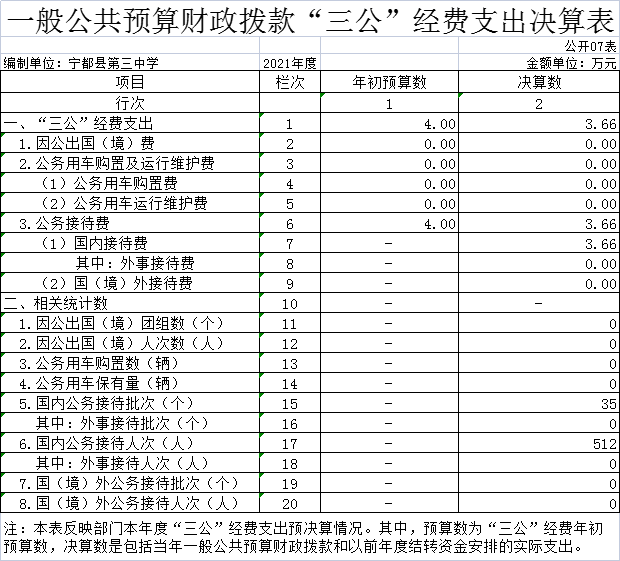 一般公共预算财政拨款“三公”经费支出决算表
公开07表
编制单位：宁都县第三中学 2021年度 金额单位：万元
项目 栏次 年初预算数 决算数
行次 1 2
一、“三公”经费支出 1 4.00 3.66
1.因公出国（境）费 2 0.00 0.00
2.公务用车购置及运行维护费 3 0.00 0.00
（1）公务用车购置费 4 0.00 0.00
（2）公务用车运行维护费 5 0.00 0.00
3.公务接待费 6 4.00 3.66
（1）国内接待费 7 － 3.66
其中：外事接待费 8 － 0.00
（2）国（境）外接待费 9 － 0.00
二、相关统计数 10 － －
1.因公出国（境）团组数（个） 11 － 0
2.因公出国（境）人次数（人） 12 － 0
3.公务用车购置数（辆） 13 － 0
4.公务用车保有量（辆） 14 － 0
5.国内公务接待批次（个） 15 － 35
其中：外事接待批次（个） 16 － 0
6.国内公务接待人次（人） 17 － 512
其中：外事接待人次（人） 18 － 0
7.国（境）外公务接待批次（个） 19 － 0
8.国（境）外公务接待人次（人） 20 － 0
注：本表反映部门本年度“三公”经费支出预决算情况。其中，预算数为“三公”经费年初
预算数，决算数是包括当年一般公共预算财政拨款和以前年度结转资金安排的实际支出。